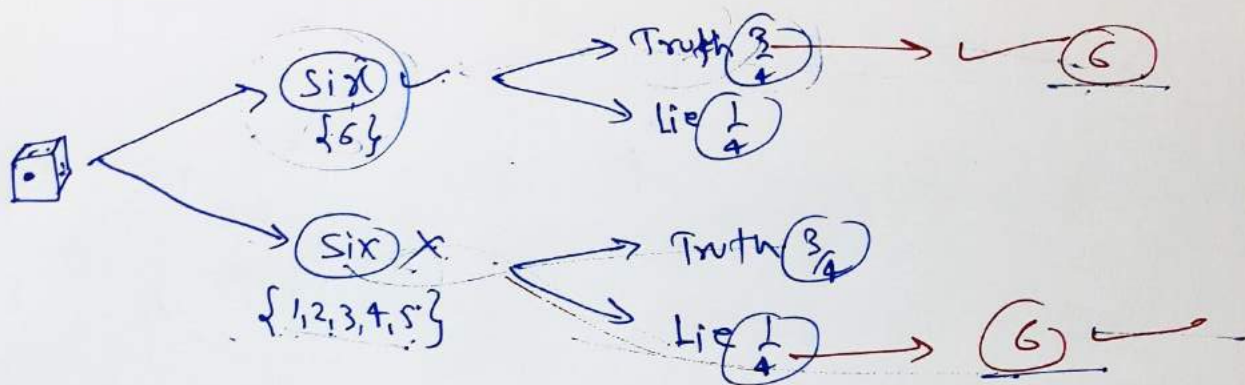 Six Truth 3/4 6
{6} Lie 1/4
Six X Truth 3/4
{1,2,3,4,5} Lie 1/4 6